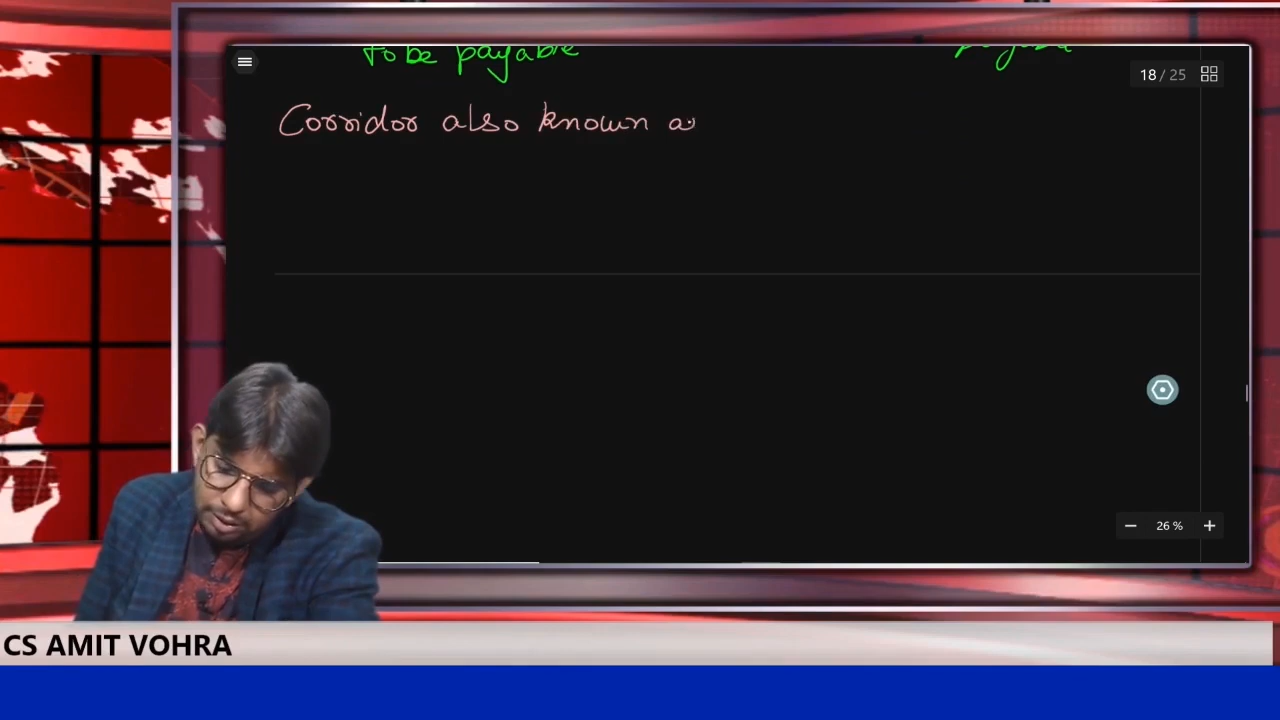 To be payable
18 / 25
Corridor also known as
26 %
CS AMIT VOHRA